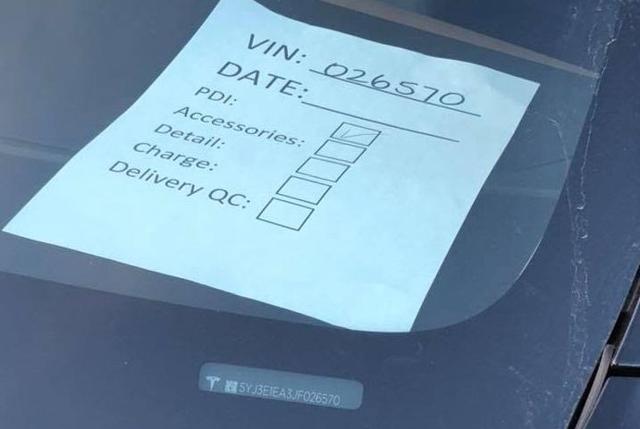 VIN: 026570
DATE:
PDI:
Accessories:
Detail:
Charge:
Delivery QC:
5YJ3E1EA3JF026570